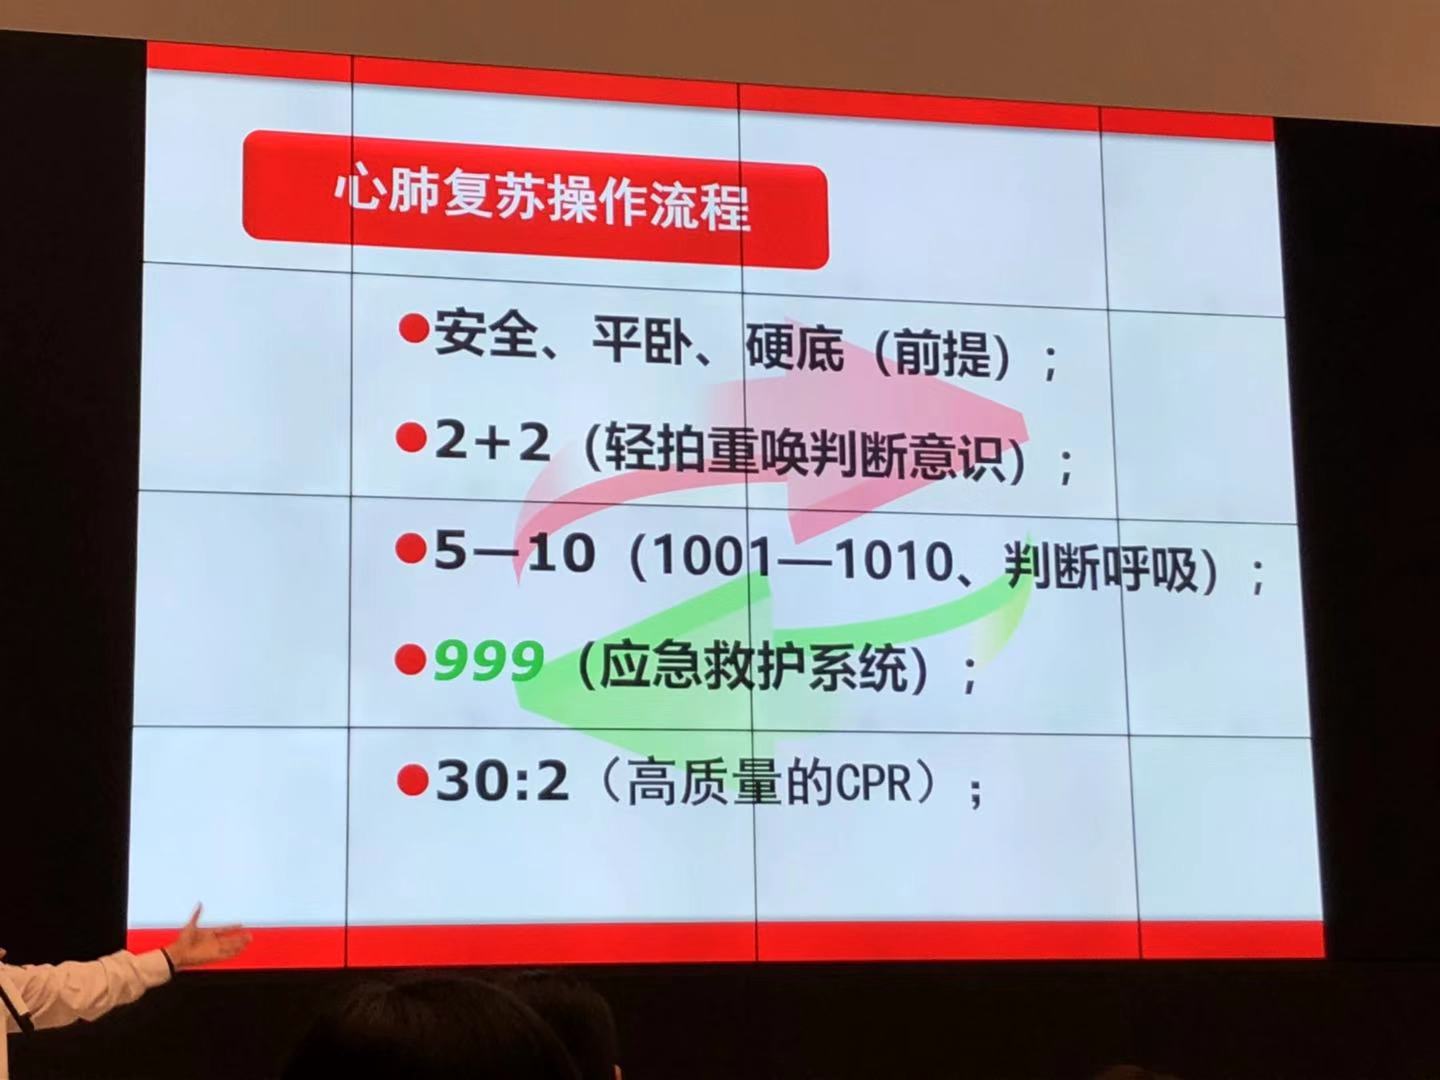 心肺复苏操作流程
●安全、平卧、硬底（前提）；
●2+2（轻拍重唤判断意识）；
●5—10（1001—1010、判断呼吸）；
●999（应急救护系统）；
●30:2（高质量的CPR）；